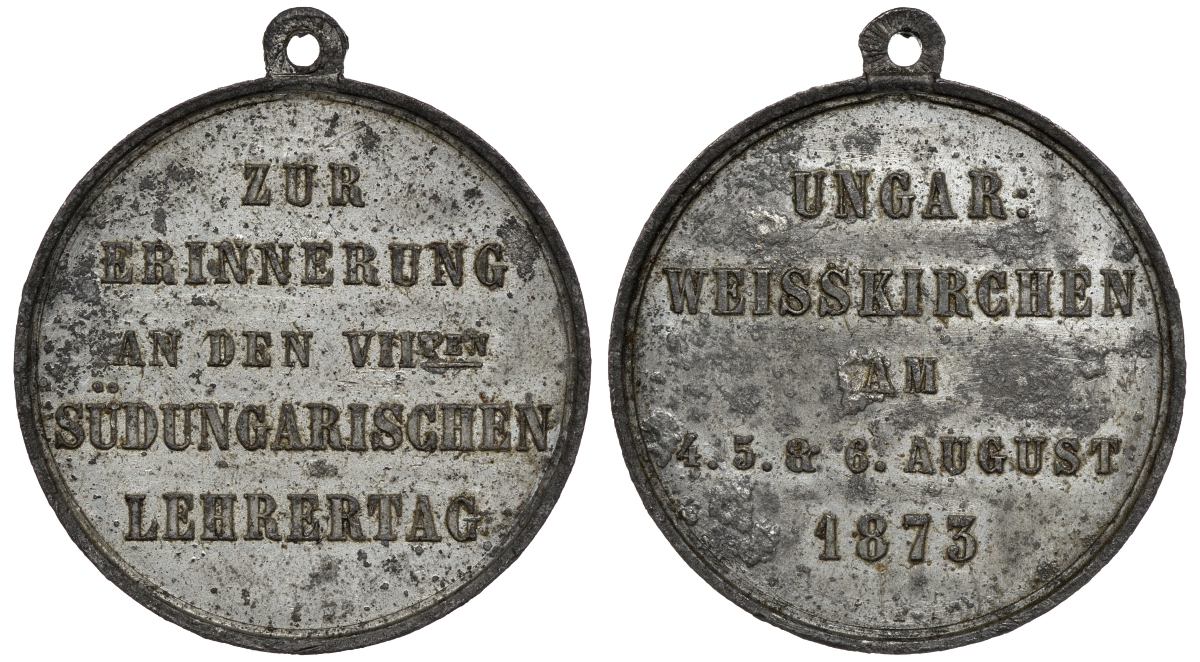 ZUR
ERINNERUNG
AN DEN VIITEN
SÜDUNGARISCHEN
LEHRERTAG
UNGAR:
WEISSKIRCHEN
AM
4. 5. & 6. AUGUST
1873